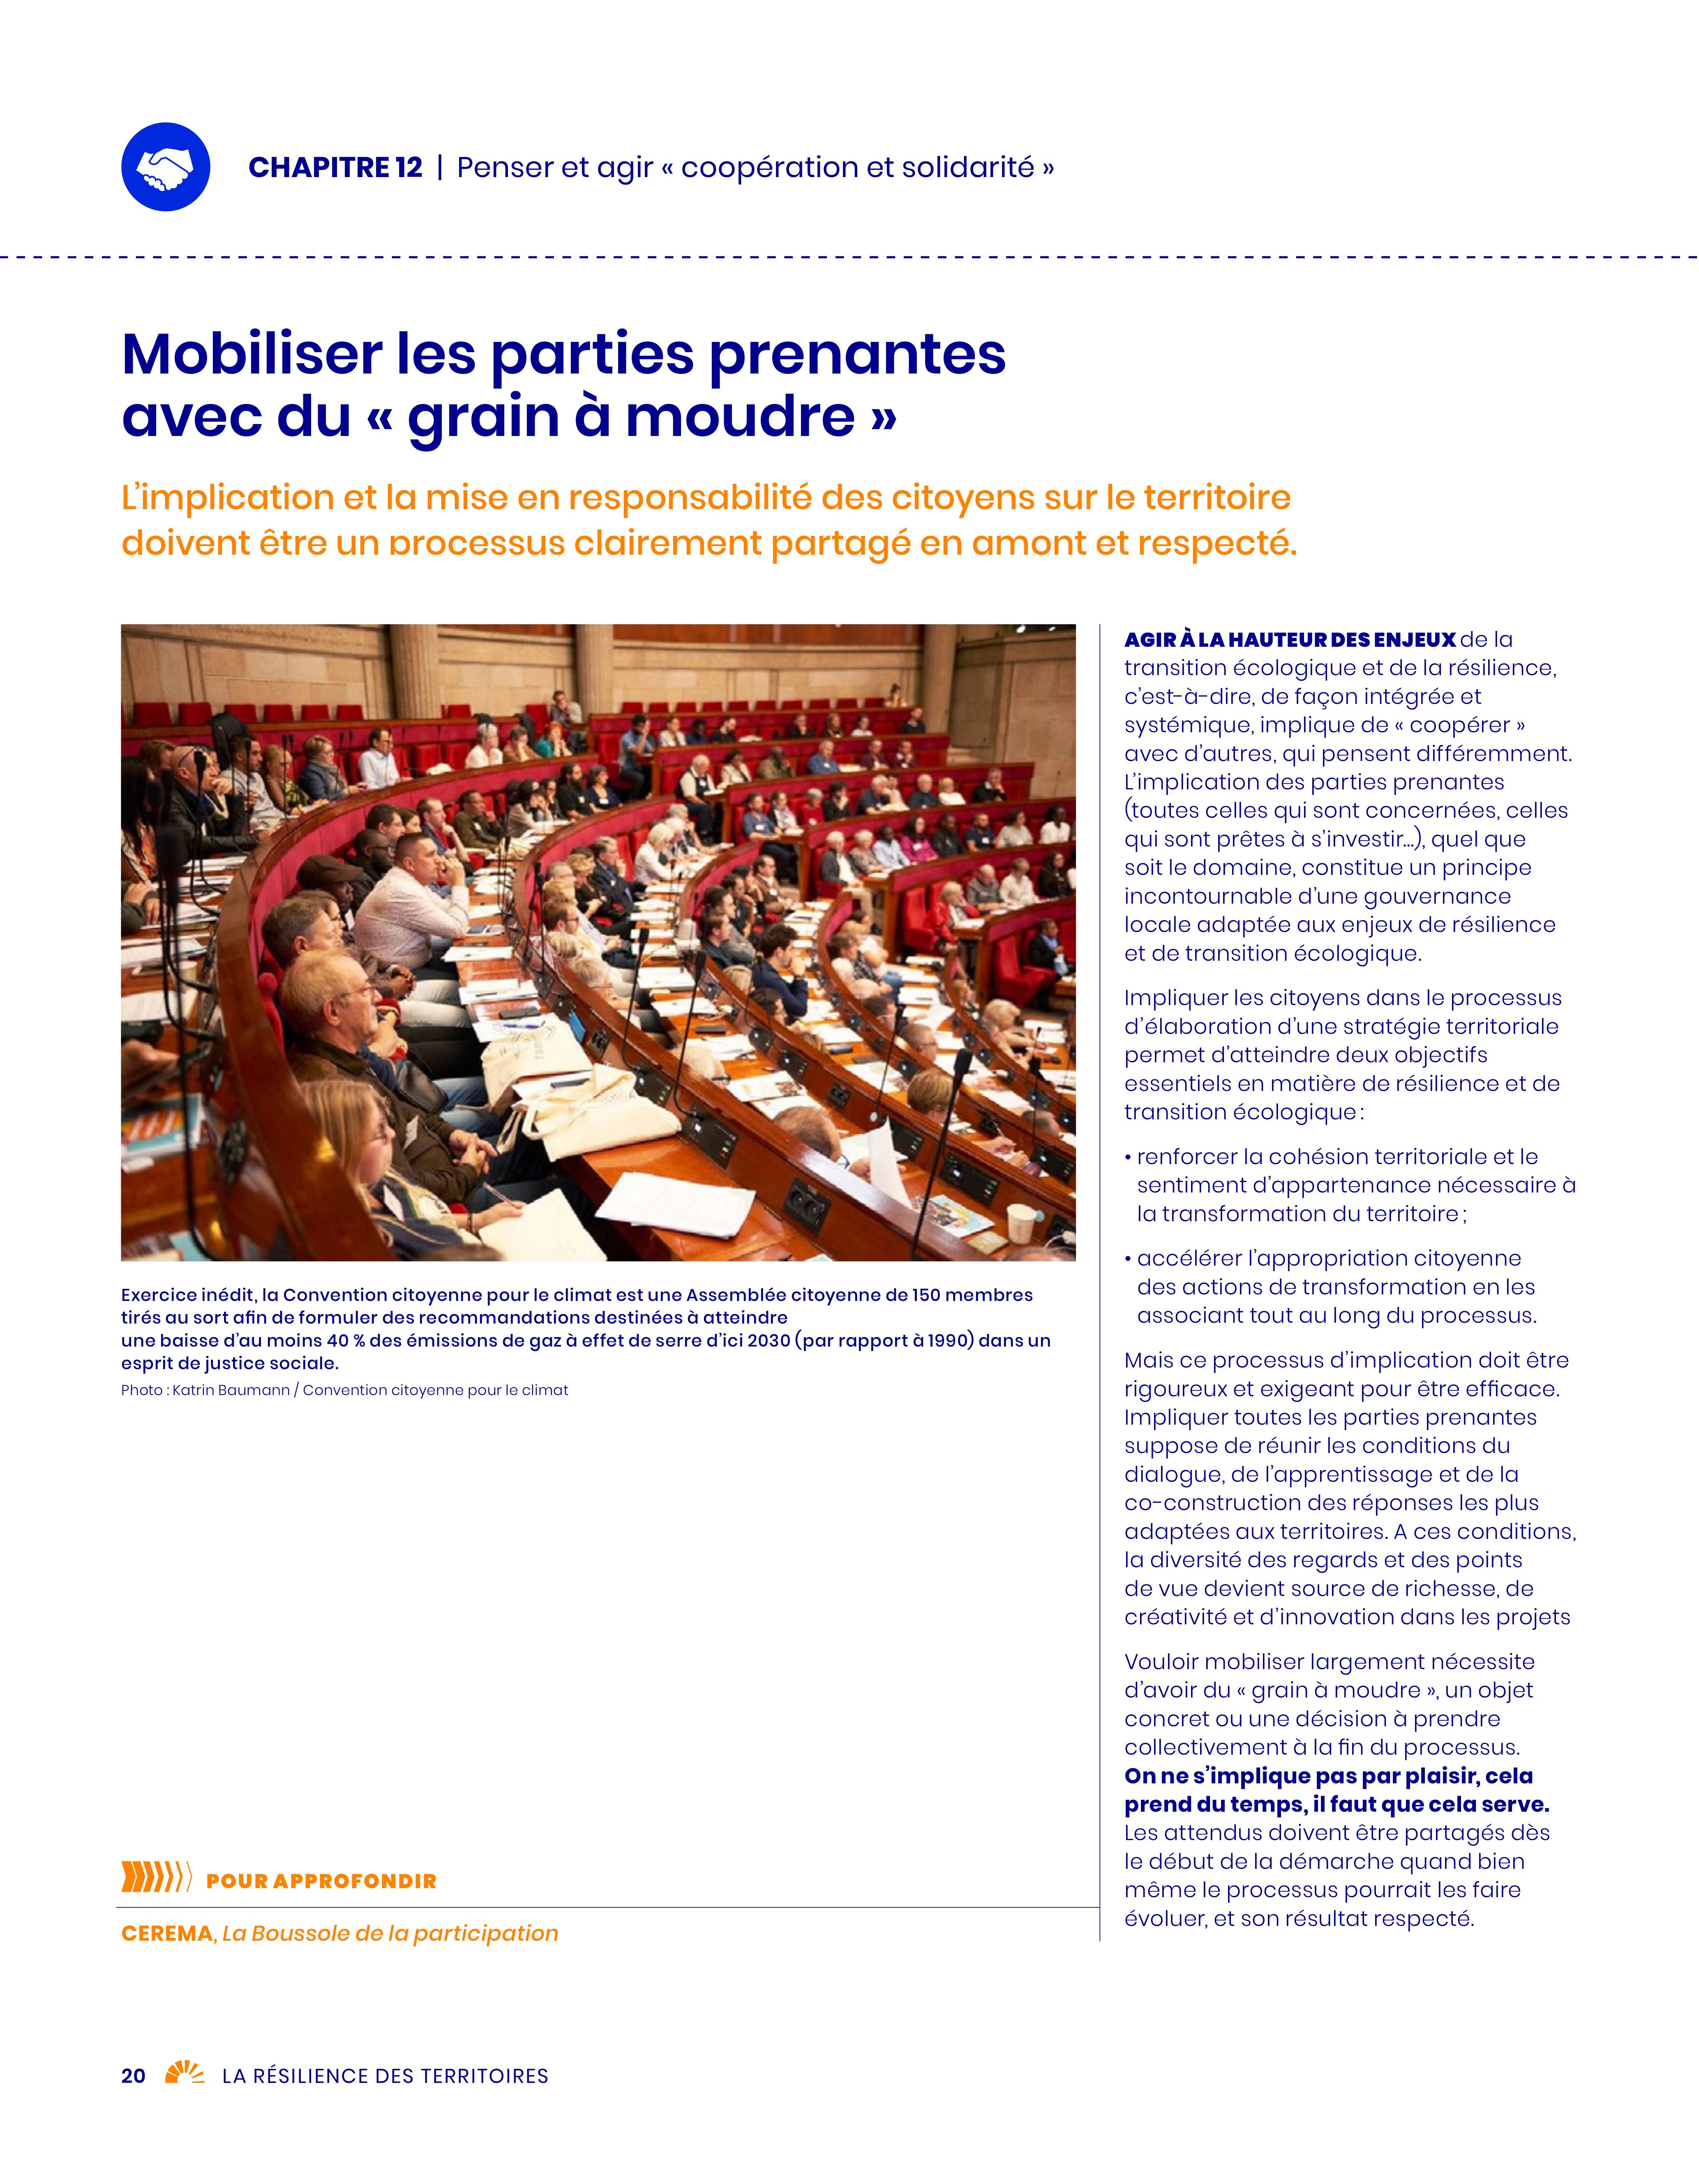 CHAPITRE 12 | Penser et agir « coopération et solidarité »
Mobiliser les parties prenantes
avec du « grain à moudre »
L’implication et la mise en responsabilité des citoyens sur le territoire
doivent être un processus clairement partagé en amont et respecté.
Exercice inédit, la Convention citoyenne pour le climat est une Assemblée citoyenne de 150 membres
tirés au sort afin de formuler des recommandations destinées à atteindre
une baisse d’au moins 40 % des émissions de gaz à effet de serre d’ici 2030 (par rapport à 1990) dans un
esprit de justice sociale.
Photo : Katrin Baumann / Convention citoyenne pour le climat
AGIR À LA HAUTEUR DES ENJEUX de la
transition écologique et de la résilience,
c’est-à-dire, de façon intégrée et
systémique, implique de « coopérer »
avec d’autres, qui pensent différemment.
L’implication des parties prenantes
(toutes celles qui sont concernées, celles
qui sont prêtes à s’investir…), quel que
soit le domaine, constitue un principe
incontournable d’une gouvernance
locale adaptée aux enjeux de résilience
et de transition écologique.
Impliquer les citoyens dans le processus
d’élaboration d’une stratégie territoriale
permet d’atteindre deux objectifs
essentiels en matière de résilience et de
transition écologique :
• renforcer la cohésion territoriale et le
sentiment d’appartenance nécessaire à
la transformation du territoire ;
• accélérer l’appropriation citoyenne
des actions de transformation en les
associant tout au long du processus.
Mais ce processus d’implication doit être
rigoureux et exigeant pour être efficace.
Impliquer toutes les parties prenantes
suppose de réunir les conditions du
dialogue, de l’apprentissage et de la
co-construction des réponses les plus
adaptées aux territoires. A ces conditions,
la diversité des regards et des points
de vue devient source de richesse, de
créativité et d’innovation dans les projets
Vouloir mobiliser largement nécessite
d’avoir du « grain à moudre », un objet
concret ou une décision à prendre
collectivement à la fin du processus.
On ne s’implique pas par plaisir, cela
prend du temps, il faut que cela serve.
Les attendus doivent être partagés dès
le début de la démarche quand bien
même le processus pourrait les faire
évoluer, et son résultat respecté.
POUR APPROFONDIR
CEREMA, La Boussole de la participation
20 LA RÉSILIENCE DES TERRITOIRES